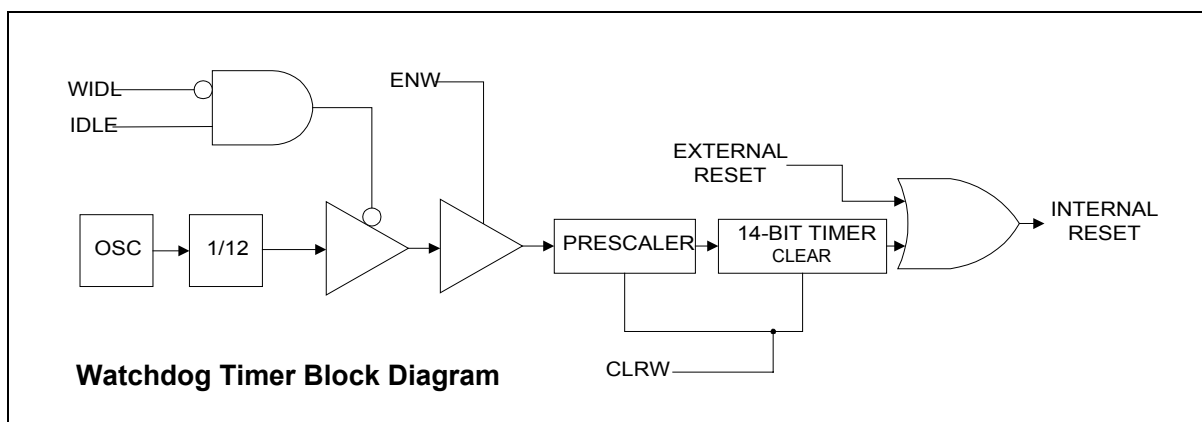 WIDL
IDLE
ENW
EXTERNAL
RESET
OSC
1/12
PRESCALER
14-BIT TIMER
CLEAR
INTERNAL
RESET
CLRW
Watchdog Timer Block Diagram